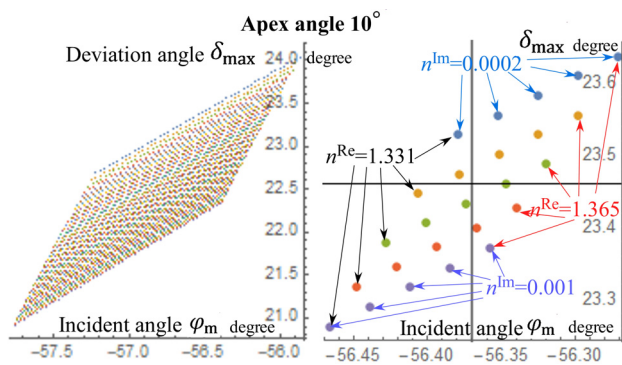 Apex angle 10°
Deviation angle δmax degree
24.0
23.5
23.0
22.5
22.0
21.5
21.0
Incident angle φm degree
−57.5 −57.0 −56.5 −56.0
δmax degree
nIm=0.0002
23.6
nRe=1.331
23.5
nRe=1.365
23.4
nIm=0.001
23.3
Incident angle φm degree
−56.45 −56.40 −56.35 −56.30